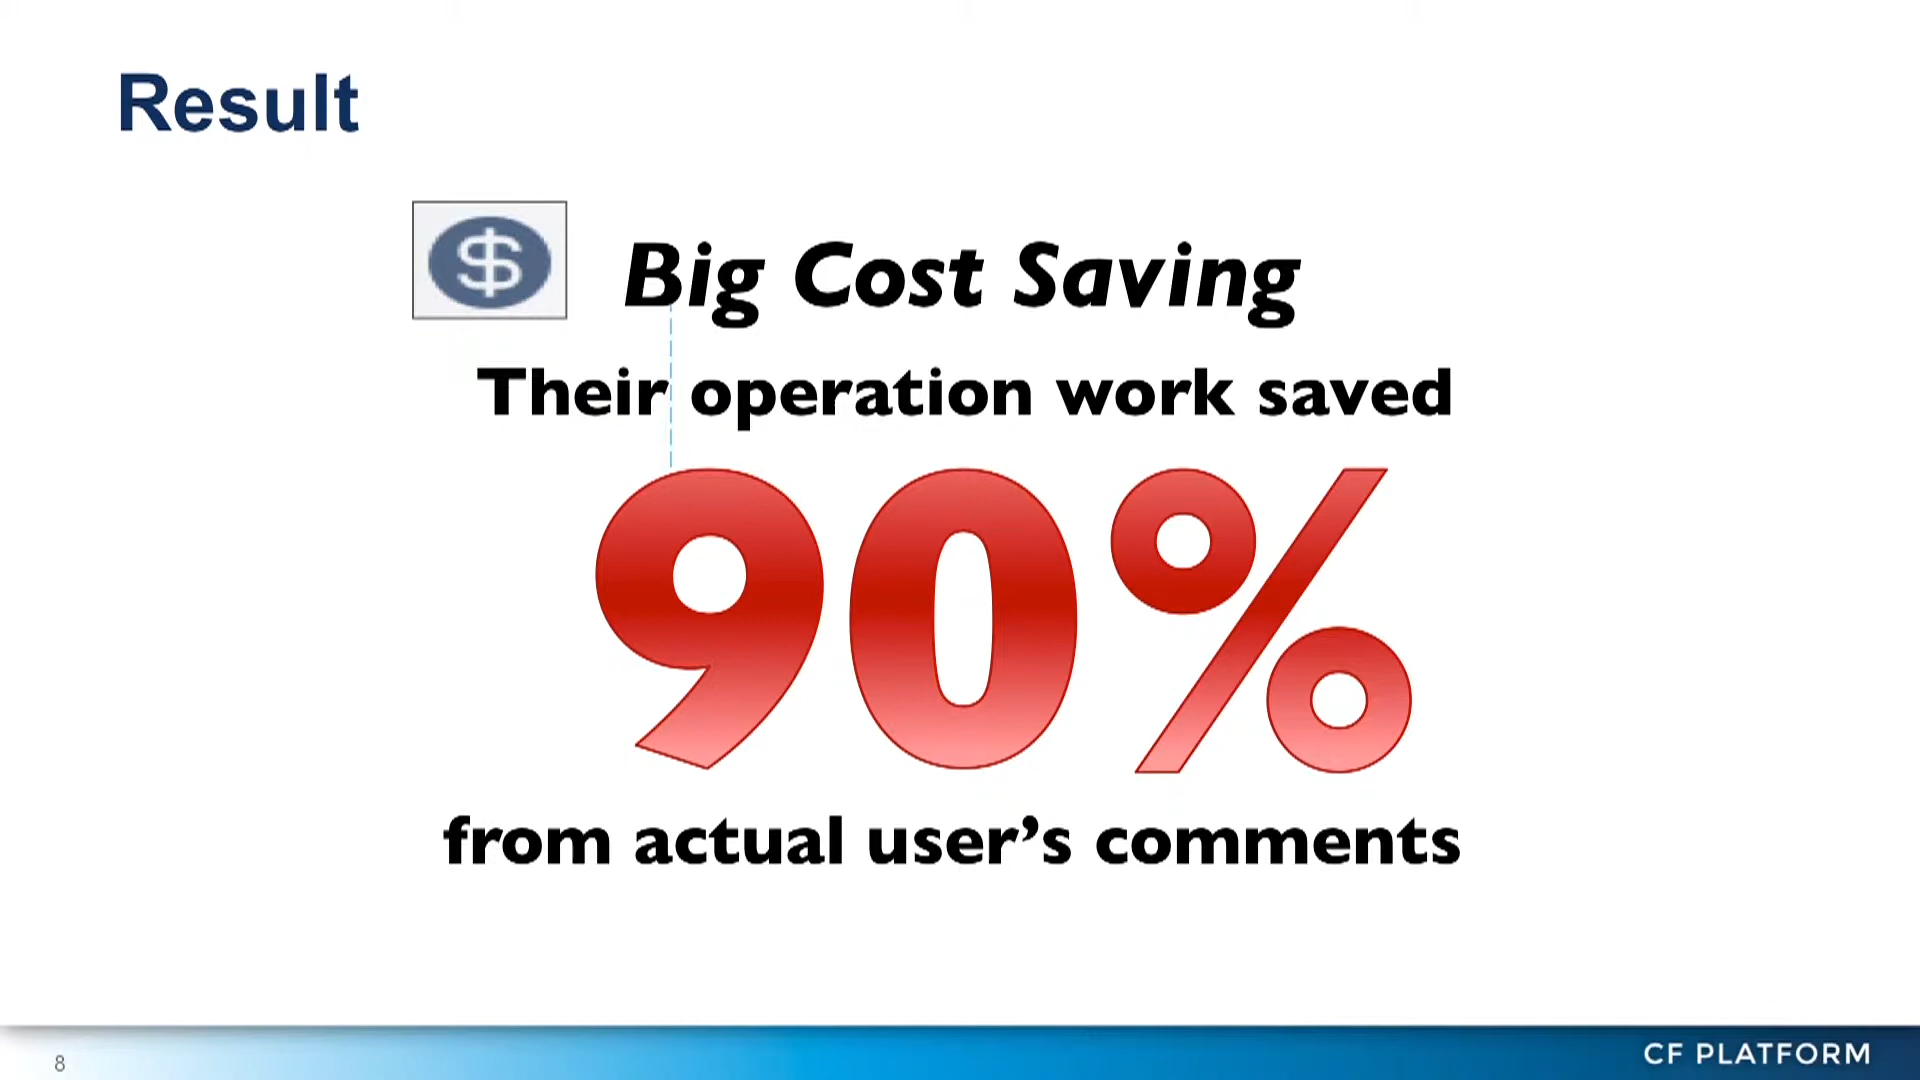 Result
$
Big Cost Saving
Their operation work saved
90%
from actual user’s comments
8
CF PLATFORM